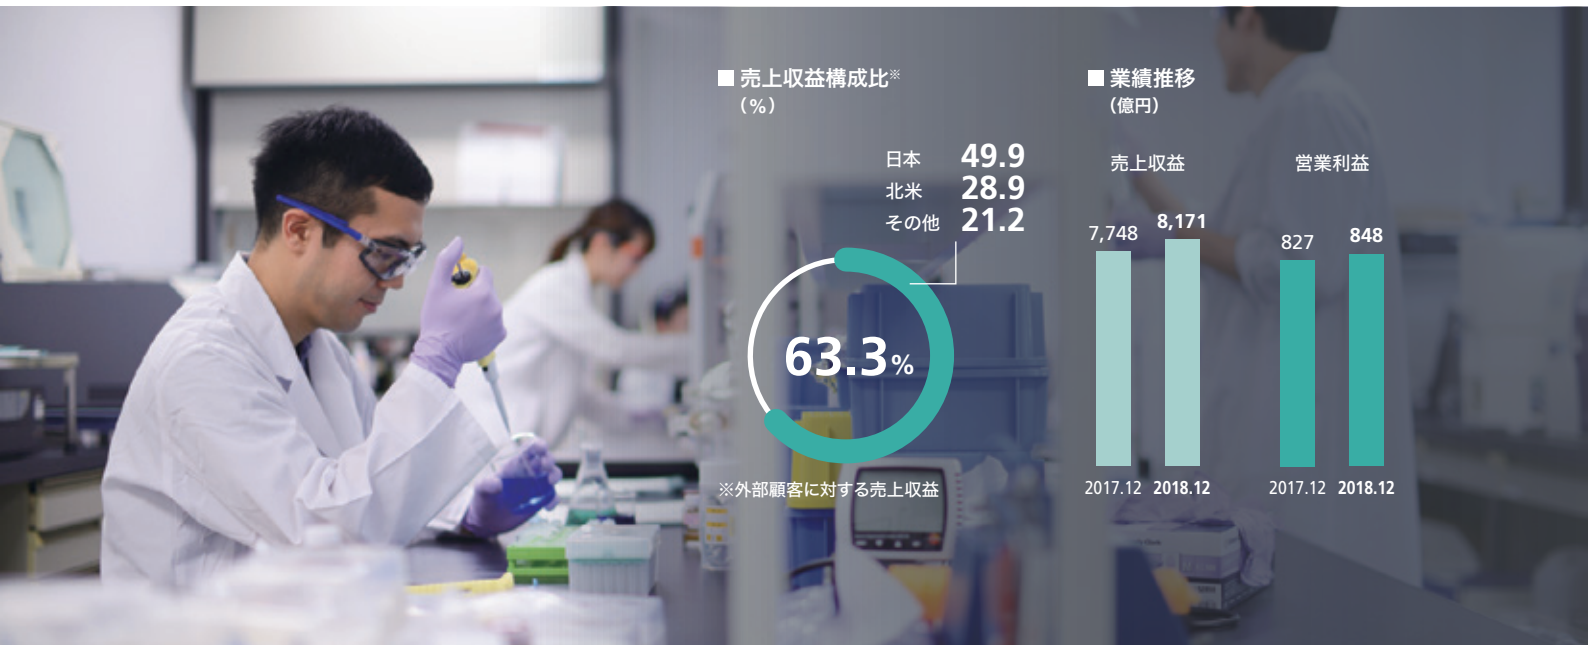 ■ 売上収益構成比※
（%）
日本 49.9
北米 28.9
その他 21.2
63.3%
※外部顧客に対する売上収益
■ 業績推移
（億円）
売上収益
7,748 8,171
2017.12 2018.12
営業利益
827 848
2017.12 2018.12